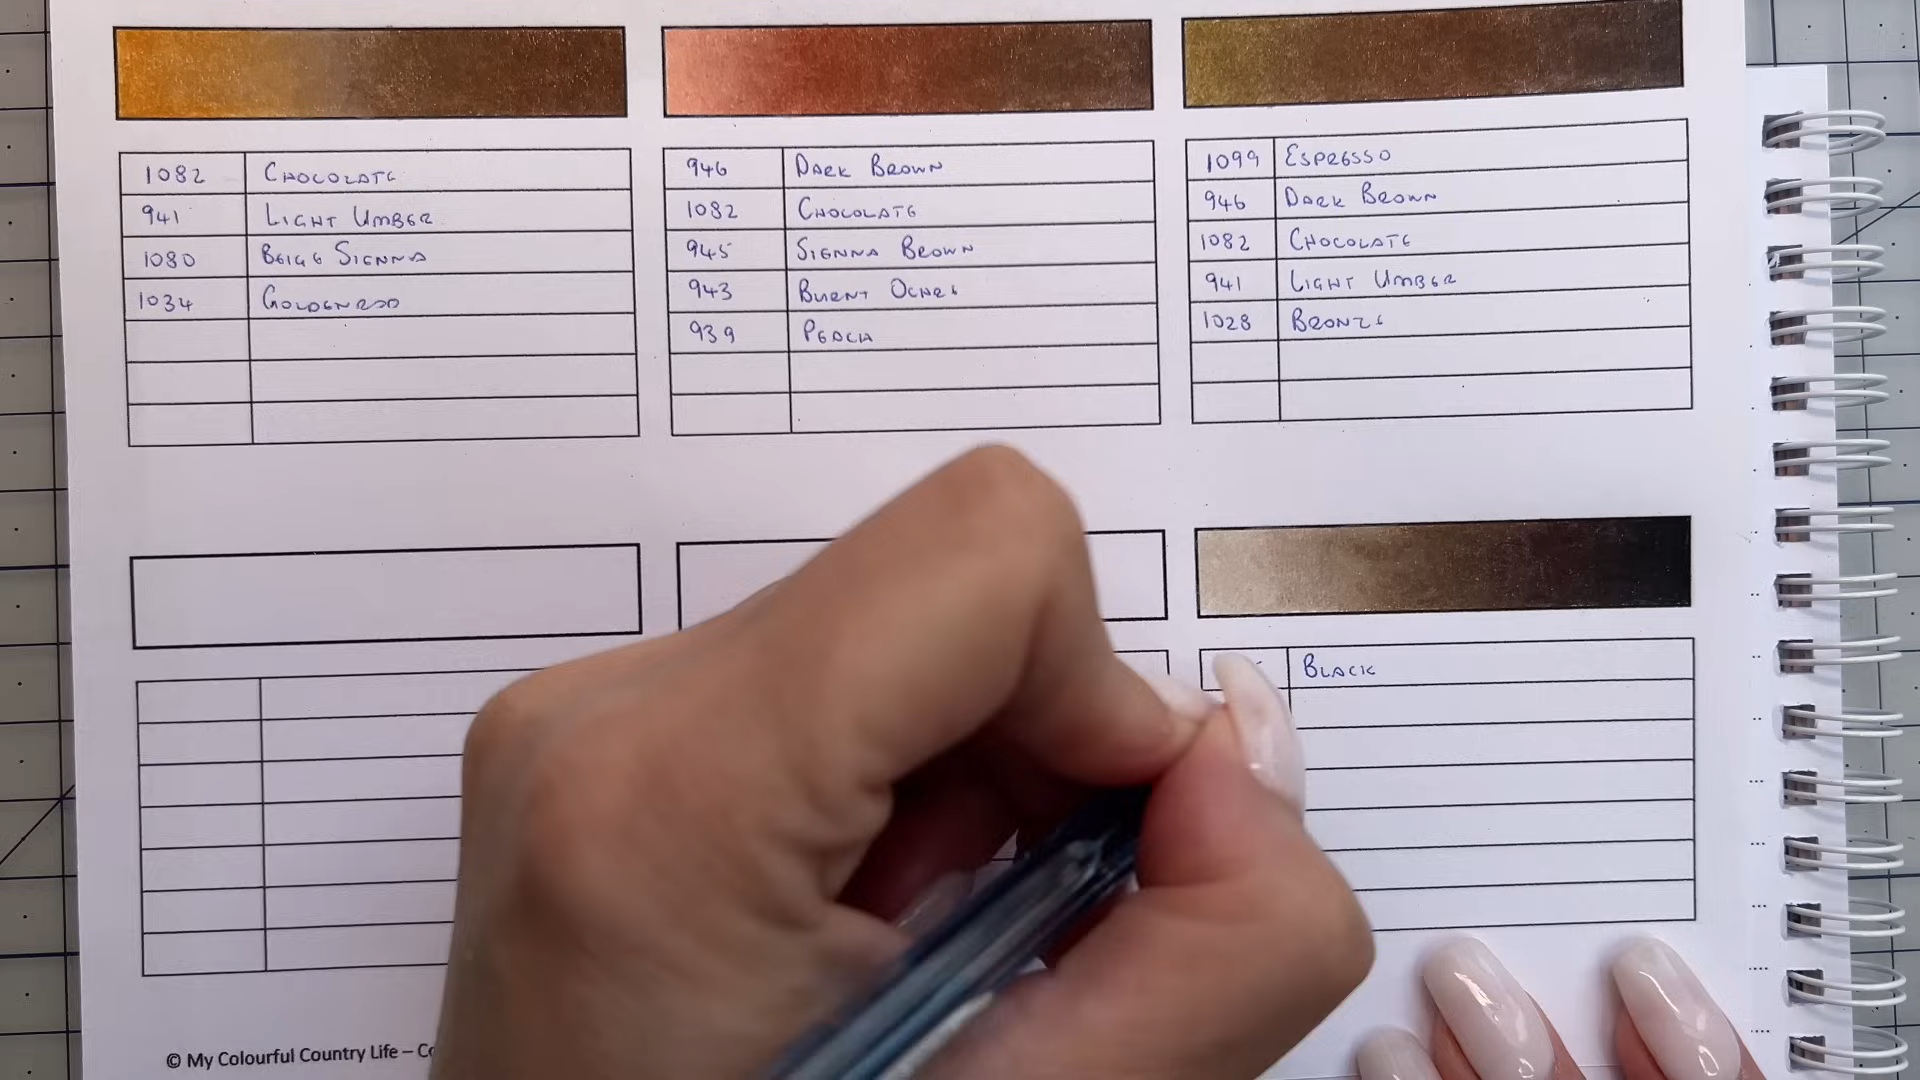 1082 CHOCOLATE
941 LIGHT UMBER
1080 BEIGE SIENNA
1034 GOLDENROD
946 DARK BROWN
1082 CHOCOLATE
945 SIENNA BROWN
943 BURNT OCHRE
939 PEACH
1099 ESPRESSO
946 DARK BROWN
1082 CHOCOLATE
941 LIGHT UMBER
1028 BRONZE
BLACK
© My Colourful Country Life –